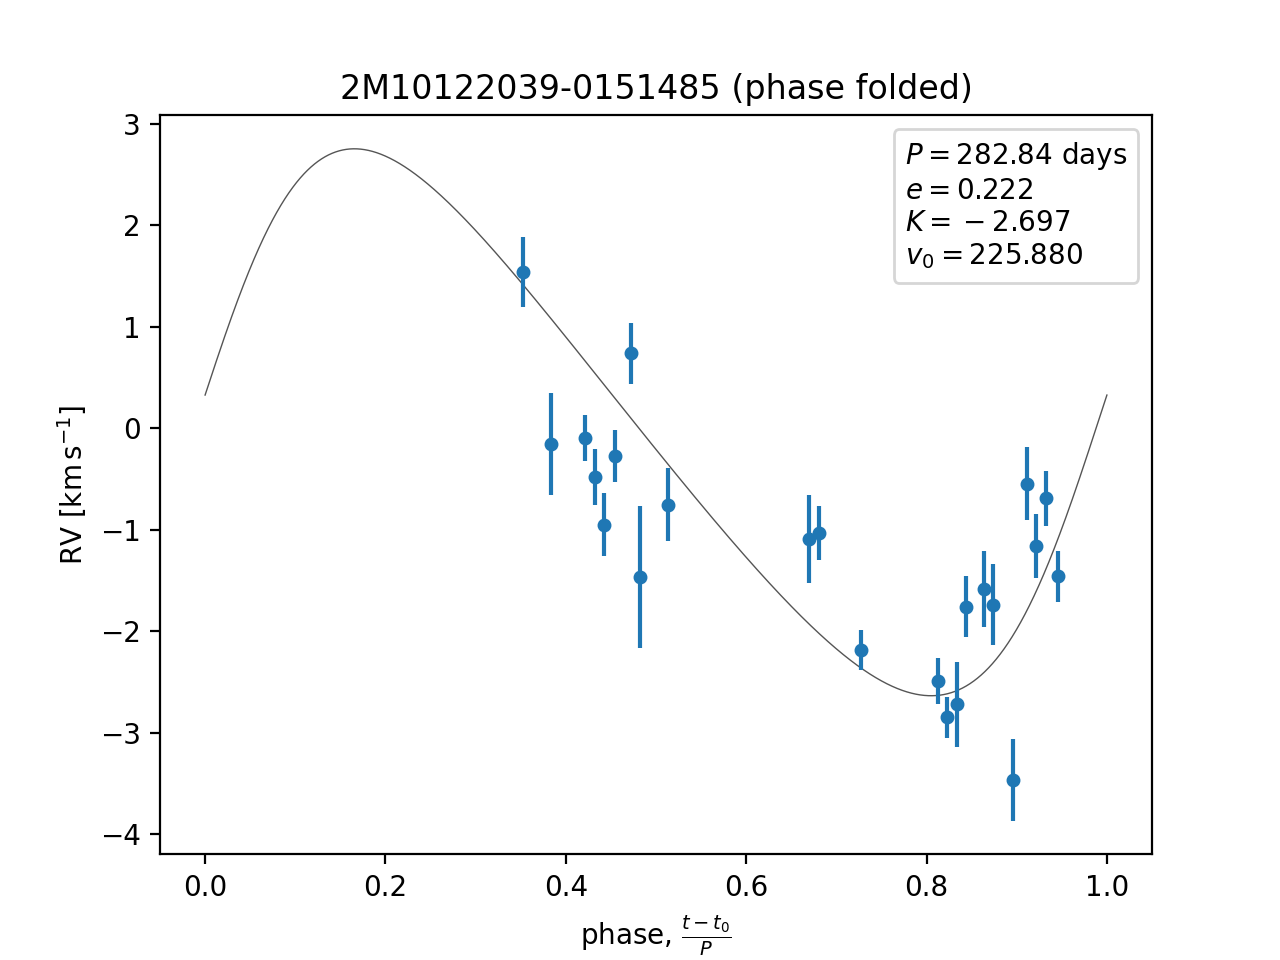 2M10122039-0151485 (phase folded)
P = 282.84 days
e = 0.222
K = −2.697
v₀ = 225.880
3
2
1
0
−1
−2
−3
−4
RV [km s⁻¹]
0.0 0.2 0.4 0.6 0.8 1.0
phase, (t − t₀)/P